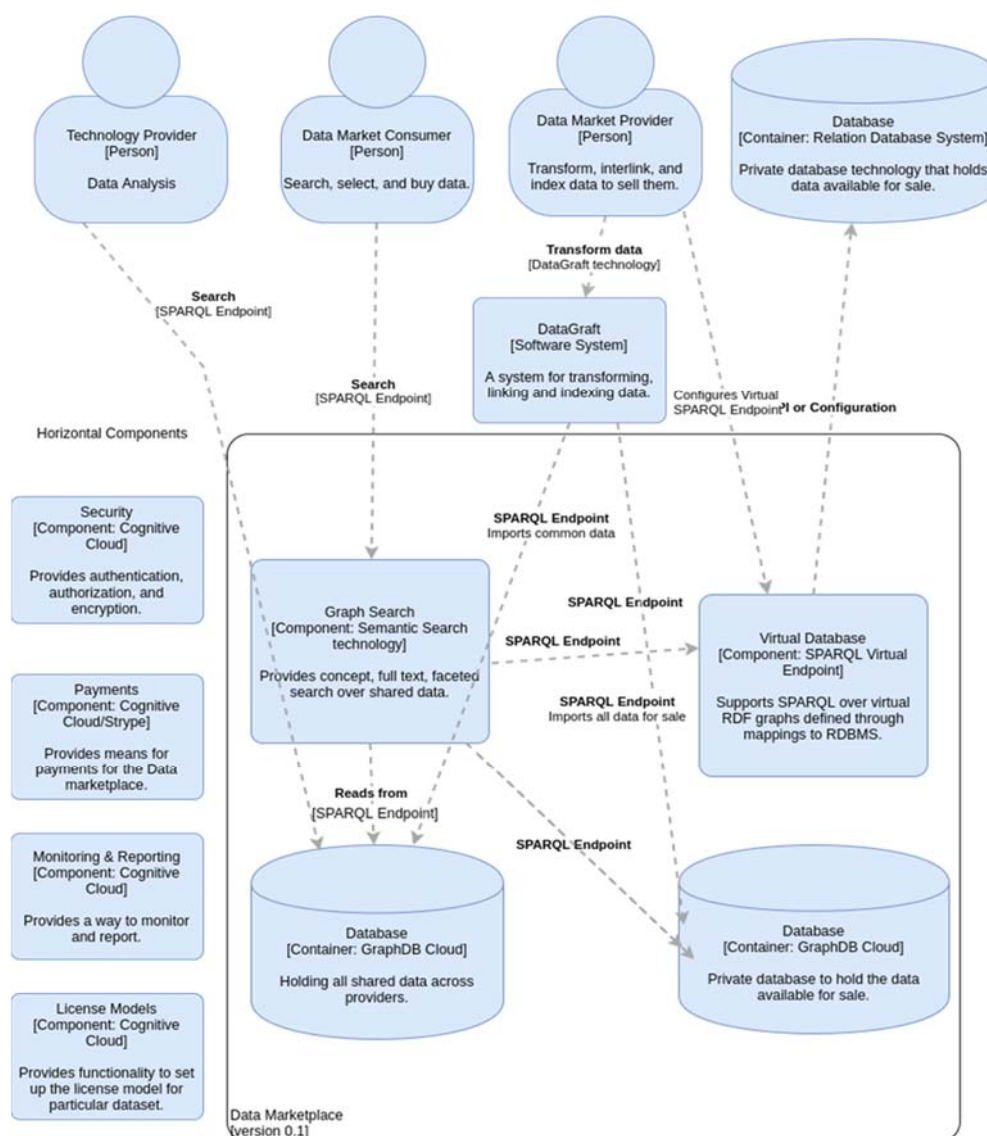 Technology Provider
[Person]
Data Analysis
Data Market Consumer
[Person]
Search, select, and buy data.
Data Market Provider
[Person]
Transform, interlink, and
index data to sell them.
Database
[Container: Relation Database System]
Private database technology that holds
data available for sale.
Transform data
[DataGraft technology]
Search
[SPARQL Endpoint]
DataGraft
[Software System]
A system for transforming,
linking and indexing data.
Search
[SPARQL Endpoint]
Configures Virtual
SPARQL Endpoint
PI or Configuration
Horizontal Components
Security
[Component: Cognitive
Cloud]
Provides authentication,
authorization, and
encryption.
Payments
[Component: Cognitive
Cloud/Strype]
Provides means for
payments for the Data
marketplace.
Monitoring & Reporting
[Component: Cognitive
Cloud]
Provides a way to monitor
and report.
License Models
[Component: Cognitive
Cloud]
Provides functionality to set
up the license model for
particular dataset.
SPARQL Endpoint
Imports common data
Graph Search
[Component: Semantic Search
technology]
Provides concept, full text, faceted
search over shared data.
SPARQL Endpoint
SPARQL Endpoint
Virtual Database
[Component: SPARQL Virtual
Endpoint]
Supports SPARQL over virtual
RDF graphs defined through
mappings to RDBMS.
SPARQL Endpoint
Imports all data for sale
Reads from
[SPARQL Endpoint]
SPARQL Endpoint
Database
[Container: GraphDB Cloud]
Holding all shared data across
providers.
Database
[Container: GraphDB Cloud]
Private database to hold the data
available for sale.
Data Marketplace
[version 0.1]